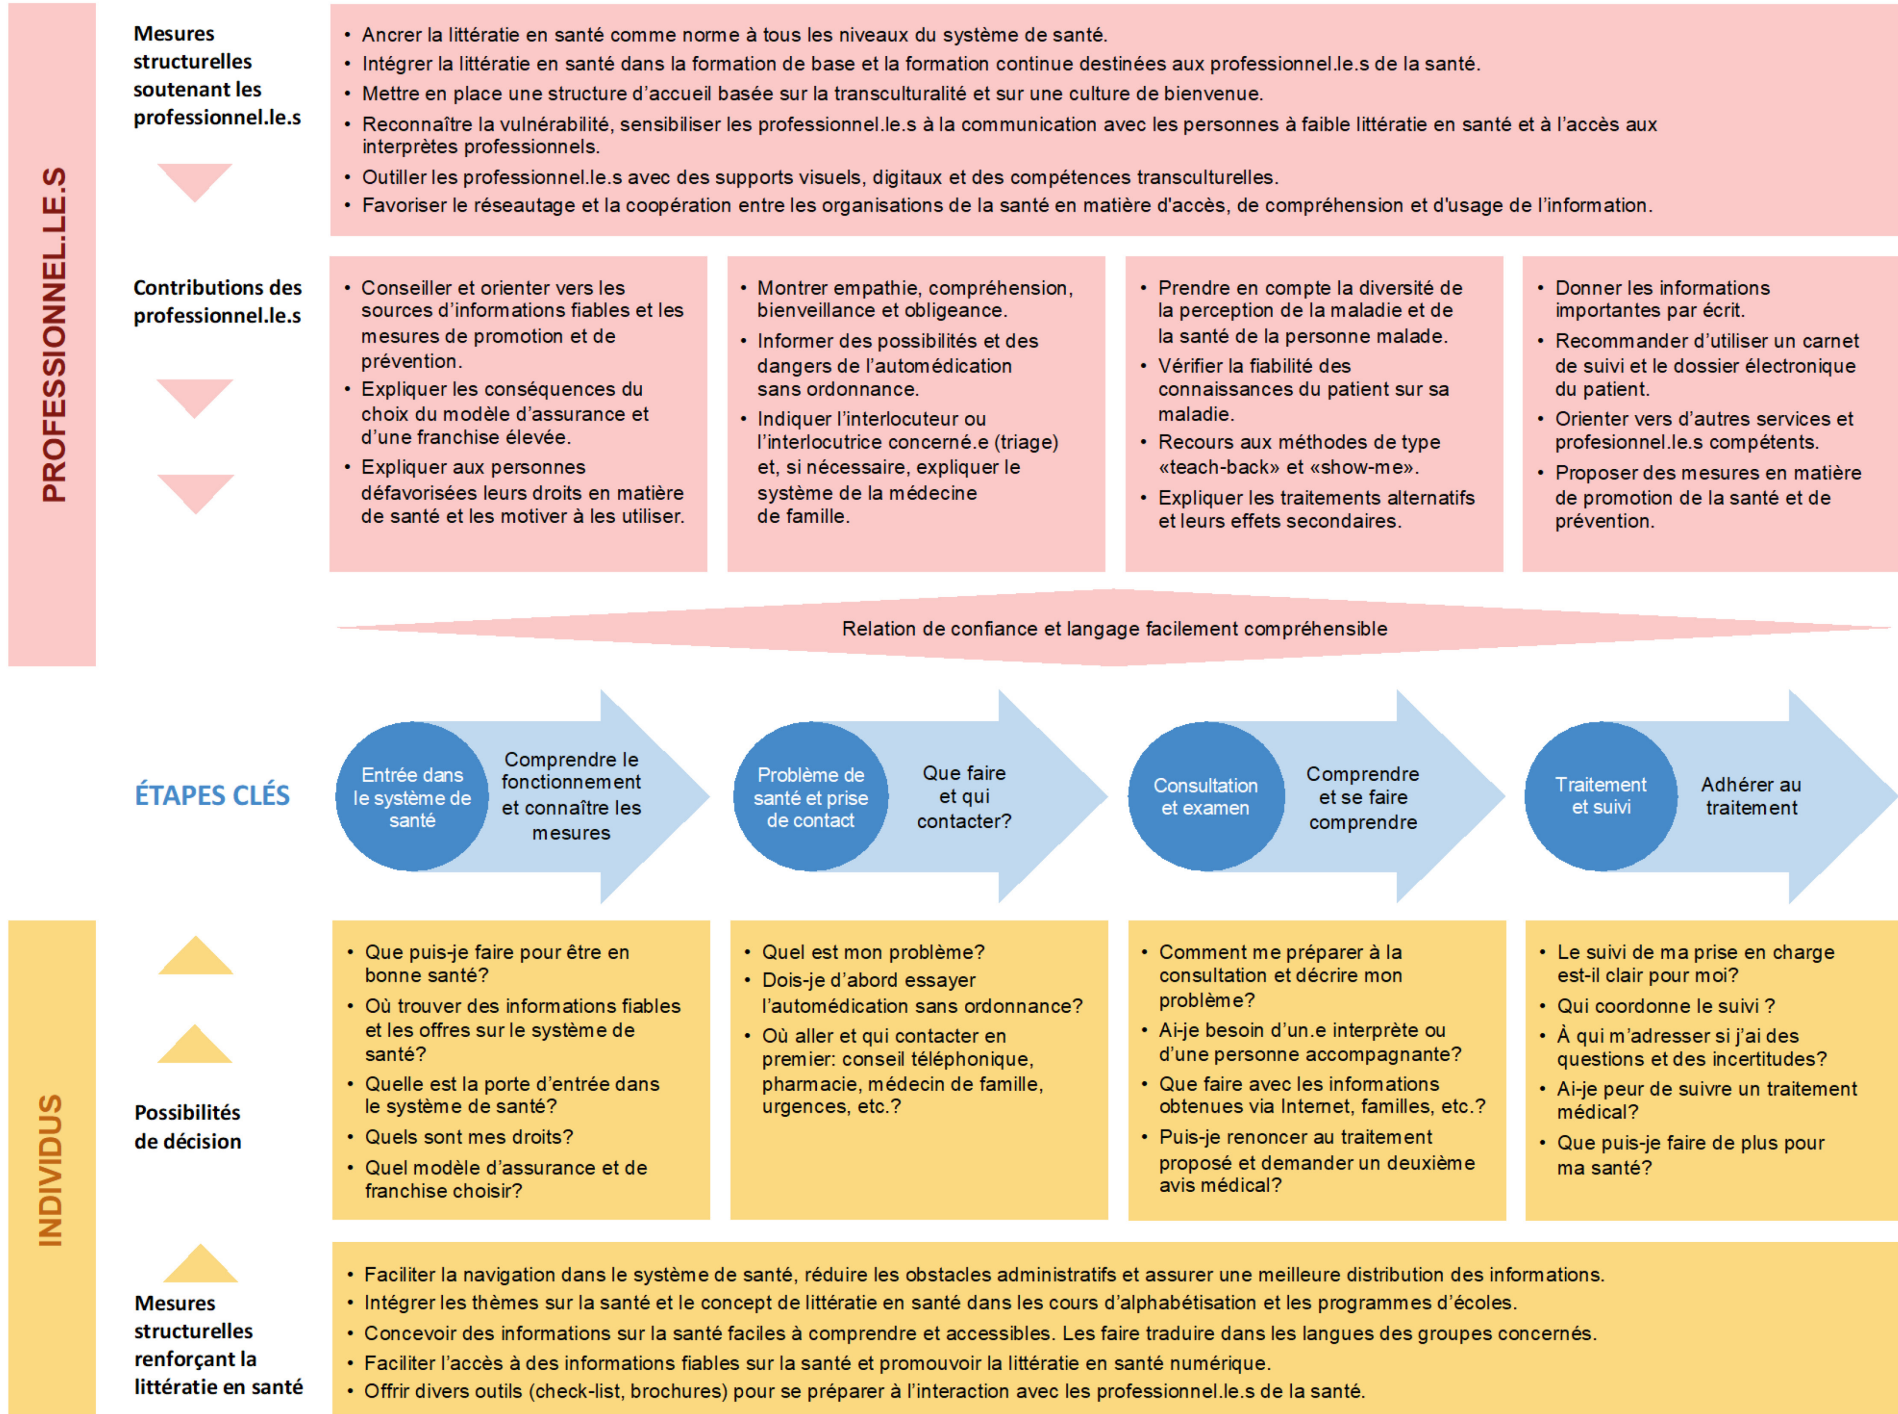 PROFESSIONNEL.LE.S
Mesures
structurelles
soutenant les
professionnel.le.s
• Ancrer la littératie en santé comme norme à tous les niveaux du système de santé.
• Intégrer la littératie en santé dans la formation de base et la formation continue destinées aux professionnel.le.s de la santé.
• Mettre en place une structure d'accueil basée sur la transculturalité et sur une culture de bienvenue.
• Reconnaître la vulnérabilité, sensibiliser les professionnel.le.s à la communication avec les personnes à faible littératie en santé et à l'accès aux
interprètes professionnels.
• Outiller les professionnel.le.s avec des supports visuels, digitaux et des compétences transculturelles.
• Favoriser le réseautage et la coopération entre les organisations de la santé en matière d'accès, de compréhension et d'usage de l'information.
Contributions des
professionnel.le.s
• Conseiller et orienter vers les
sources d'informations fiables et les
mesures de promotion et de
prévention.
• Expliquer les conséquences du
choix du modèle d'assurance et
d'une franchise élevée.
• Expliquer aux personnes
défavorisées leurs droits en matière
de santé et les motiver à les utiliser.
• Montrer empathie, compréhension,
bienveillance et obligeance.
• Informer des possibilités et des
dangers de l'automédication
sans ordonnance.
• Indiquer l'interlocuteur ou
l'interlocutrice concerné.e (triage)
et, si nécessaire, expliquer le
système de la médecine
de famille.
• Prendre en compte la diversité de
la perception de la maladie et de
la santé de la personne malade.
• Vérifier la fiabilité des
connaissances du patient sur sa
maladie.
• Recours aux méthodes de type
«teach-back» et «show-me».
• Expliquer les traitements alternatifs
et leurs effets secondaires.
• Donner les informations
importantes par écrit.
• Recommander d'utiliser un carnet
de suivi et le dossier électronique
du patient.
• Orienter vers d'autres services et
profesionnel.le.s compétents.
• Proposer des mesures en matière
de promotion de la santé et de
prévention.
Relation de confiance et langage facilement compréhensible
ÉTAPES CLÉS
Entrée dans
le système de
santé
Comprendre le
fonctionnement
et connaître les
mesures
Problème de
santé et prise
de contact
Que faire
et qui
contacter?
Consultation
et examen
Comprendre
et se faire
comprendre
Traitement
et suivi
Adhérer au
traitement
INDIVIDUS
Possibilités
de décision
• Que puis-je faire pour être en
bonne santé?
• Où trouver des informations fiables
et les offres sur le système de
santé?
• Quelle est la porte d'entrée dans
le système de santé?
• Quels sont mes droits?
• Quel modèle d'assurance et de
franchise choisir?
• Quel est mon problème?
• Dois-je d'abord essayer
l'automédication sans ordonnance?
• Où aller et qui contacter en
premier: conseil téléphonique,
pharmacie, médecin de famille,
urgences, etc.?
• Comment me préparer à la
consultation et décrire mon
problème?
• Ai-je besoin d'un.e interprète ou
d'une personne accompagnante?
• Que faire avec les informations
obtenues via Internet, familles, etc.?
• Puis-je renoncer au traitement
proposé et demander un deuxième
avis médical?
• Le suivi de ma prise en charge
est-il clair pour moi?
• Qui coordonne le suivi ?
• À qui m'adresser si j'ai des
questions et des incertitudes?
• Ai-je peur de suivre un traitement
médical?
• Que puis-je faire de plus pour
ma santé?
Mesures
structurelles
renforçant la
littératie en santé
• Faciliter la navigation dans le système de santé, réduire les obstacles administratifs et assurer une meilleure distribution des informations.
• Intégrer les thèmes sur la santé et le concept de littératie en santé dans les cours d'alphabétisation et les programmes d'écoles.
• Concevoir des informations sur la santé faciles à comprendre et accessibles. Les faire traduire dans les langues des groupes concernés.
• Faciliter l'accès à des informations fiables sur la santé et promouvoir la littératie en santé numérique.
• Offrir divers outils (check-list, brochures) pour se préparer à l'interaction avec les professionnel.le.s de la santé.